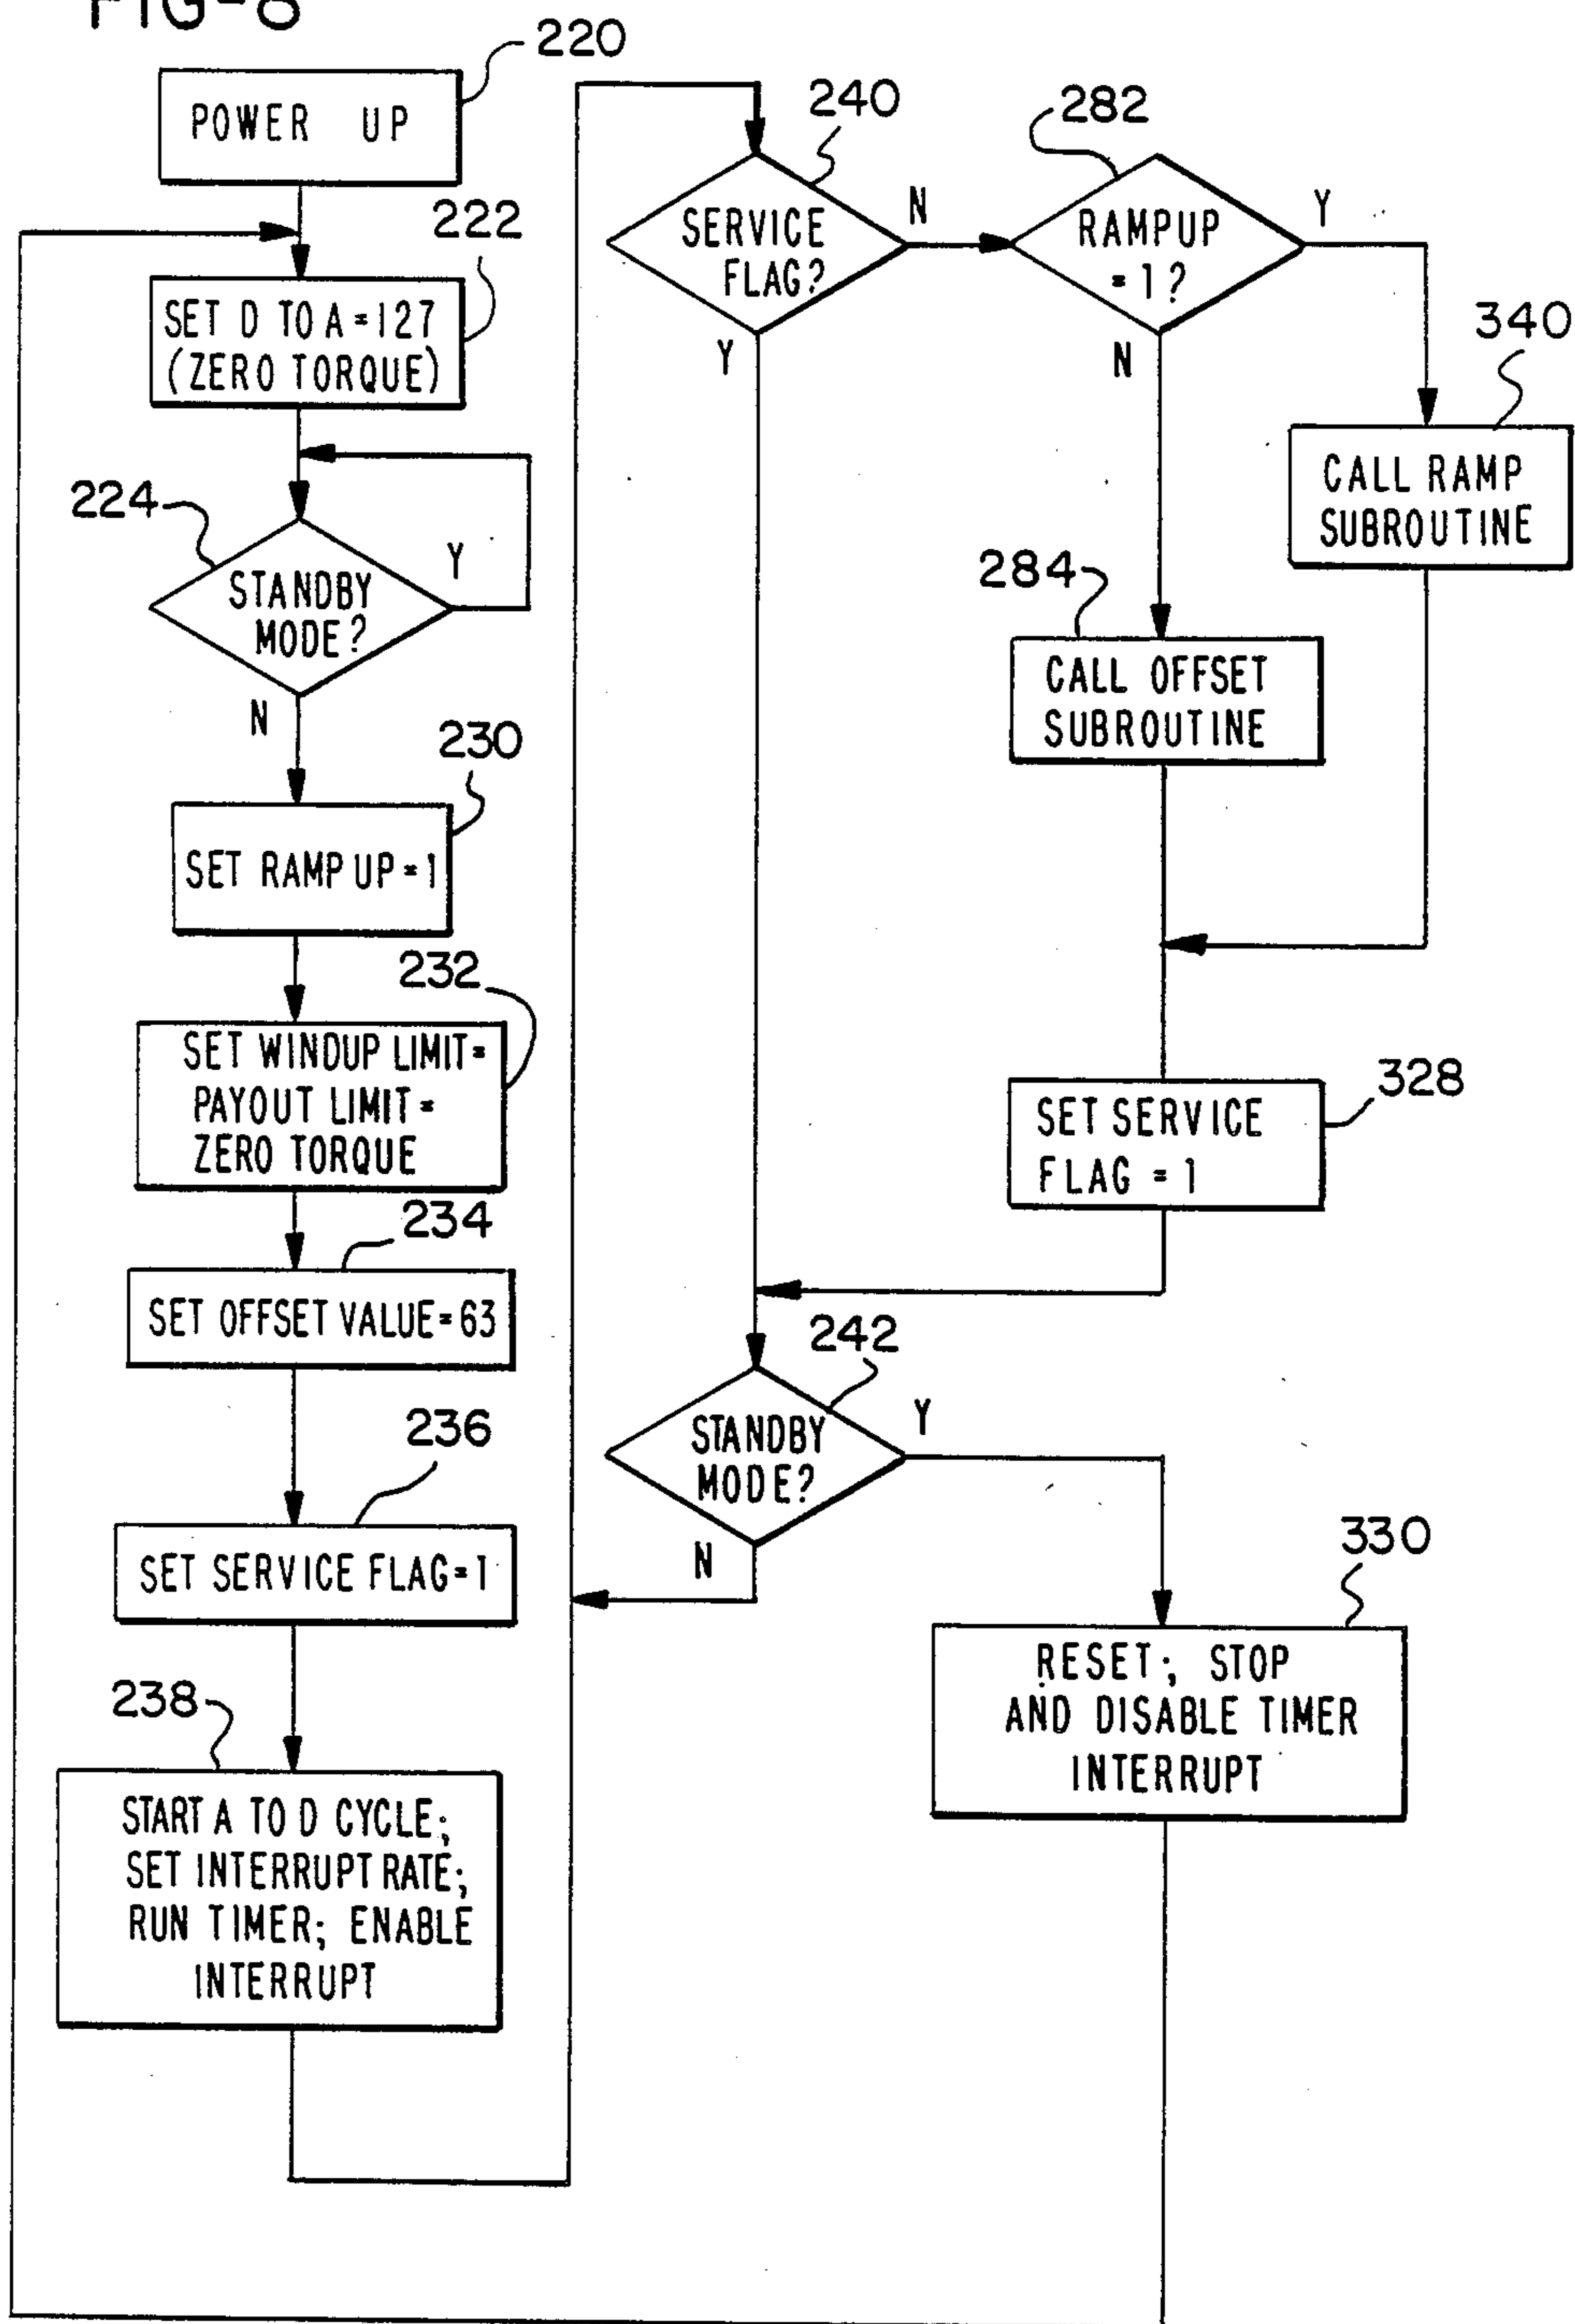 FIG-8
220
POWER UP
222
SET D TO A=127
(ZERO TORQUE)
224
STANDBY
MODE?
Y
N
230
SET RAMP UP=1
232
SET WINDUP LIMIT=
PAYOUT LIMIT=
ZERO TORQUE
234
SET OFFSET VALUE=63
236
SET SERVICE FLAG=1
238
START A TO D CYCLE;
SET INTERRUPT RATE;
RUN TIMER; ENABLE
INTERRUPT
240
SERVICE
FLAG?
N
Y
282
RAMPUP
=1?
Y
N
340
CALL RAMP
SUBROUTINE
284
CALL OFFSET
SUBROUTINE
328
SET SERVICE
FLAG = 1
242
STANDBY
MODE?
Y
N
330
RESET; STOP
AND DISABLE TIMER
INTERRUPT